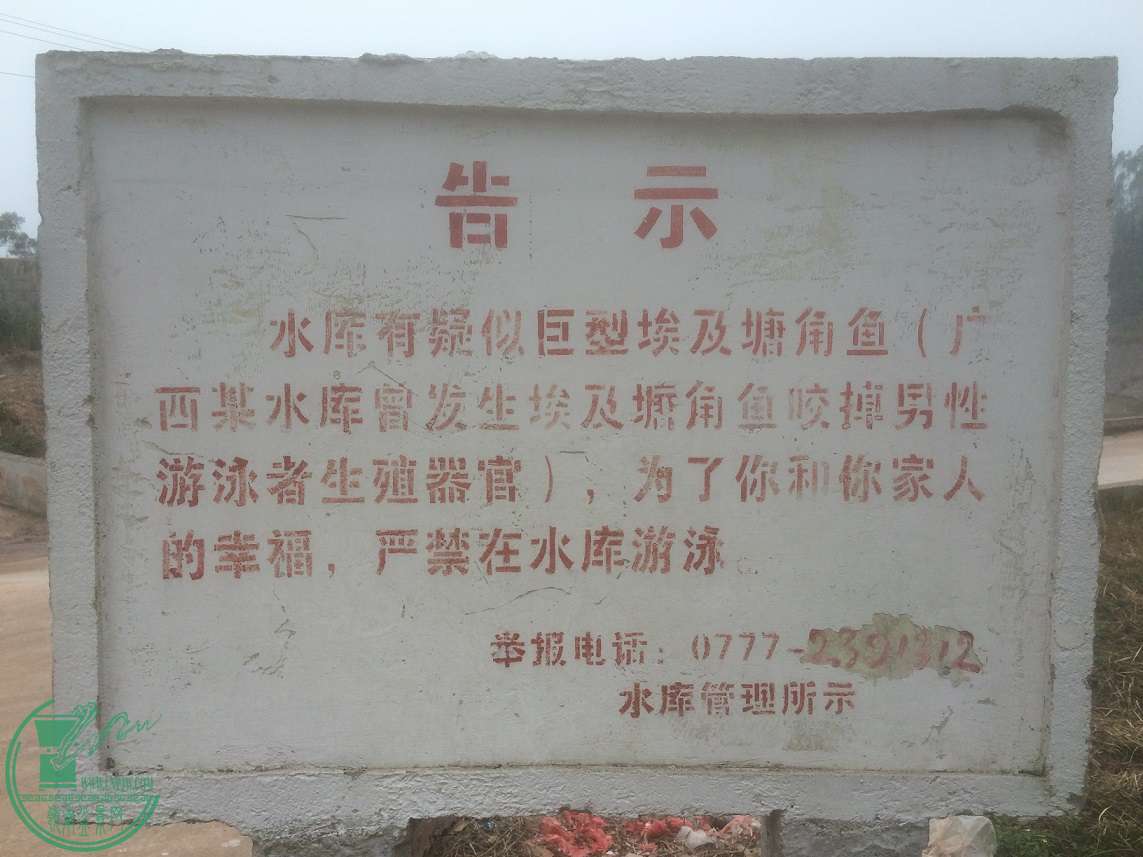 告示
水库有疑似巨型埃及塘角鱼（广
西某水库曾发生埃及塘角鱼咬掉男性
游泳者生殖器官），为了你和你家人
的幸福，严禁在水库游泳。
举报电话：0777-2391312
水库管理所示